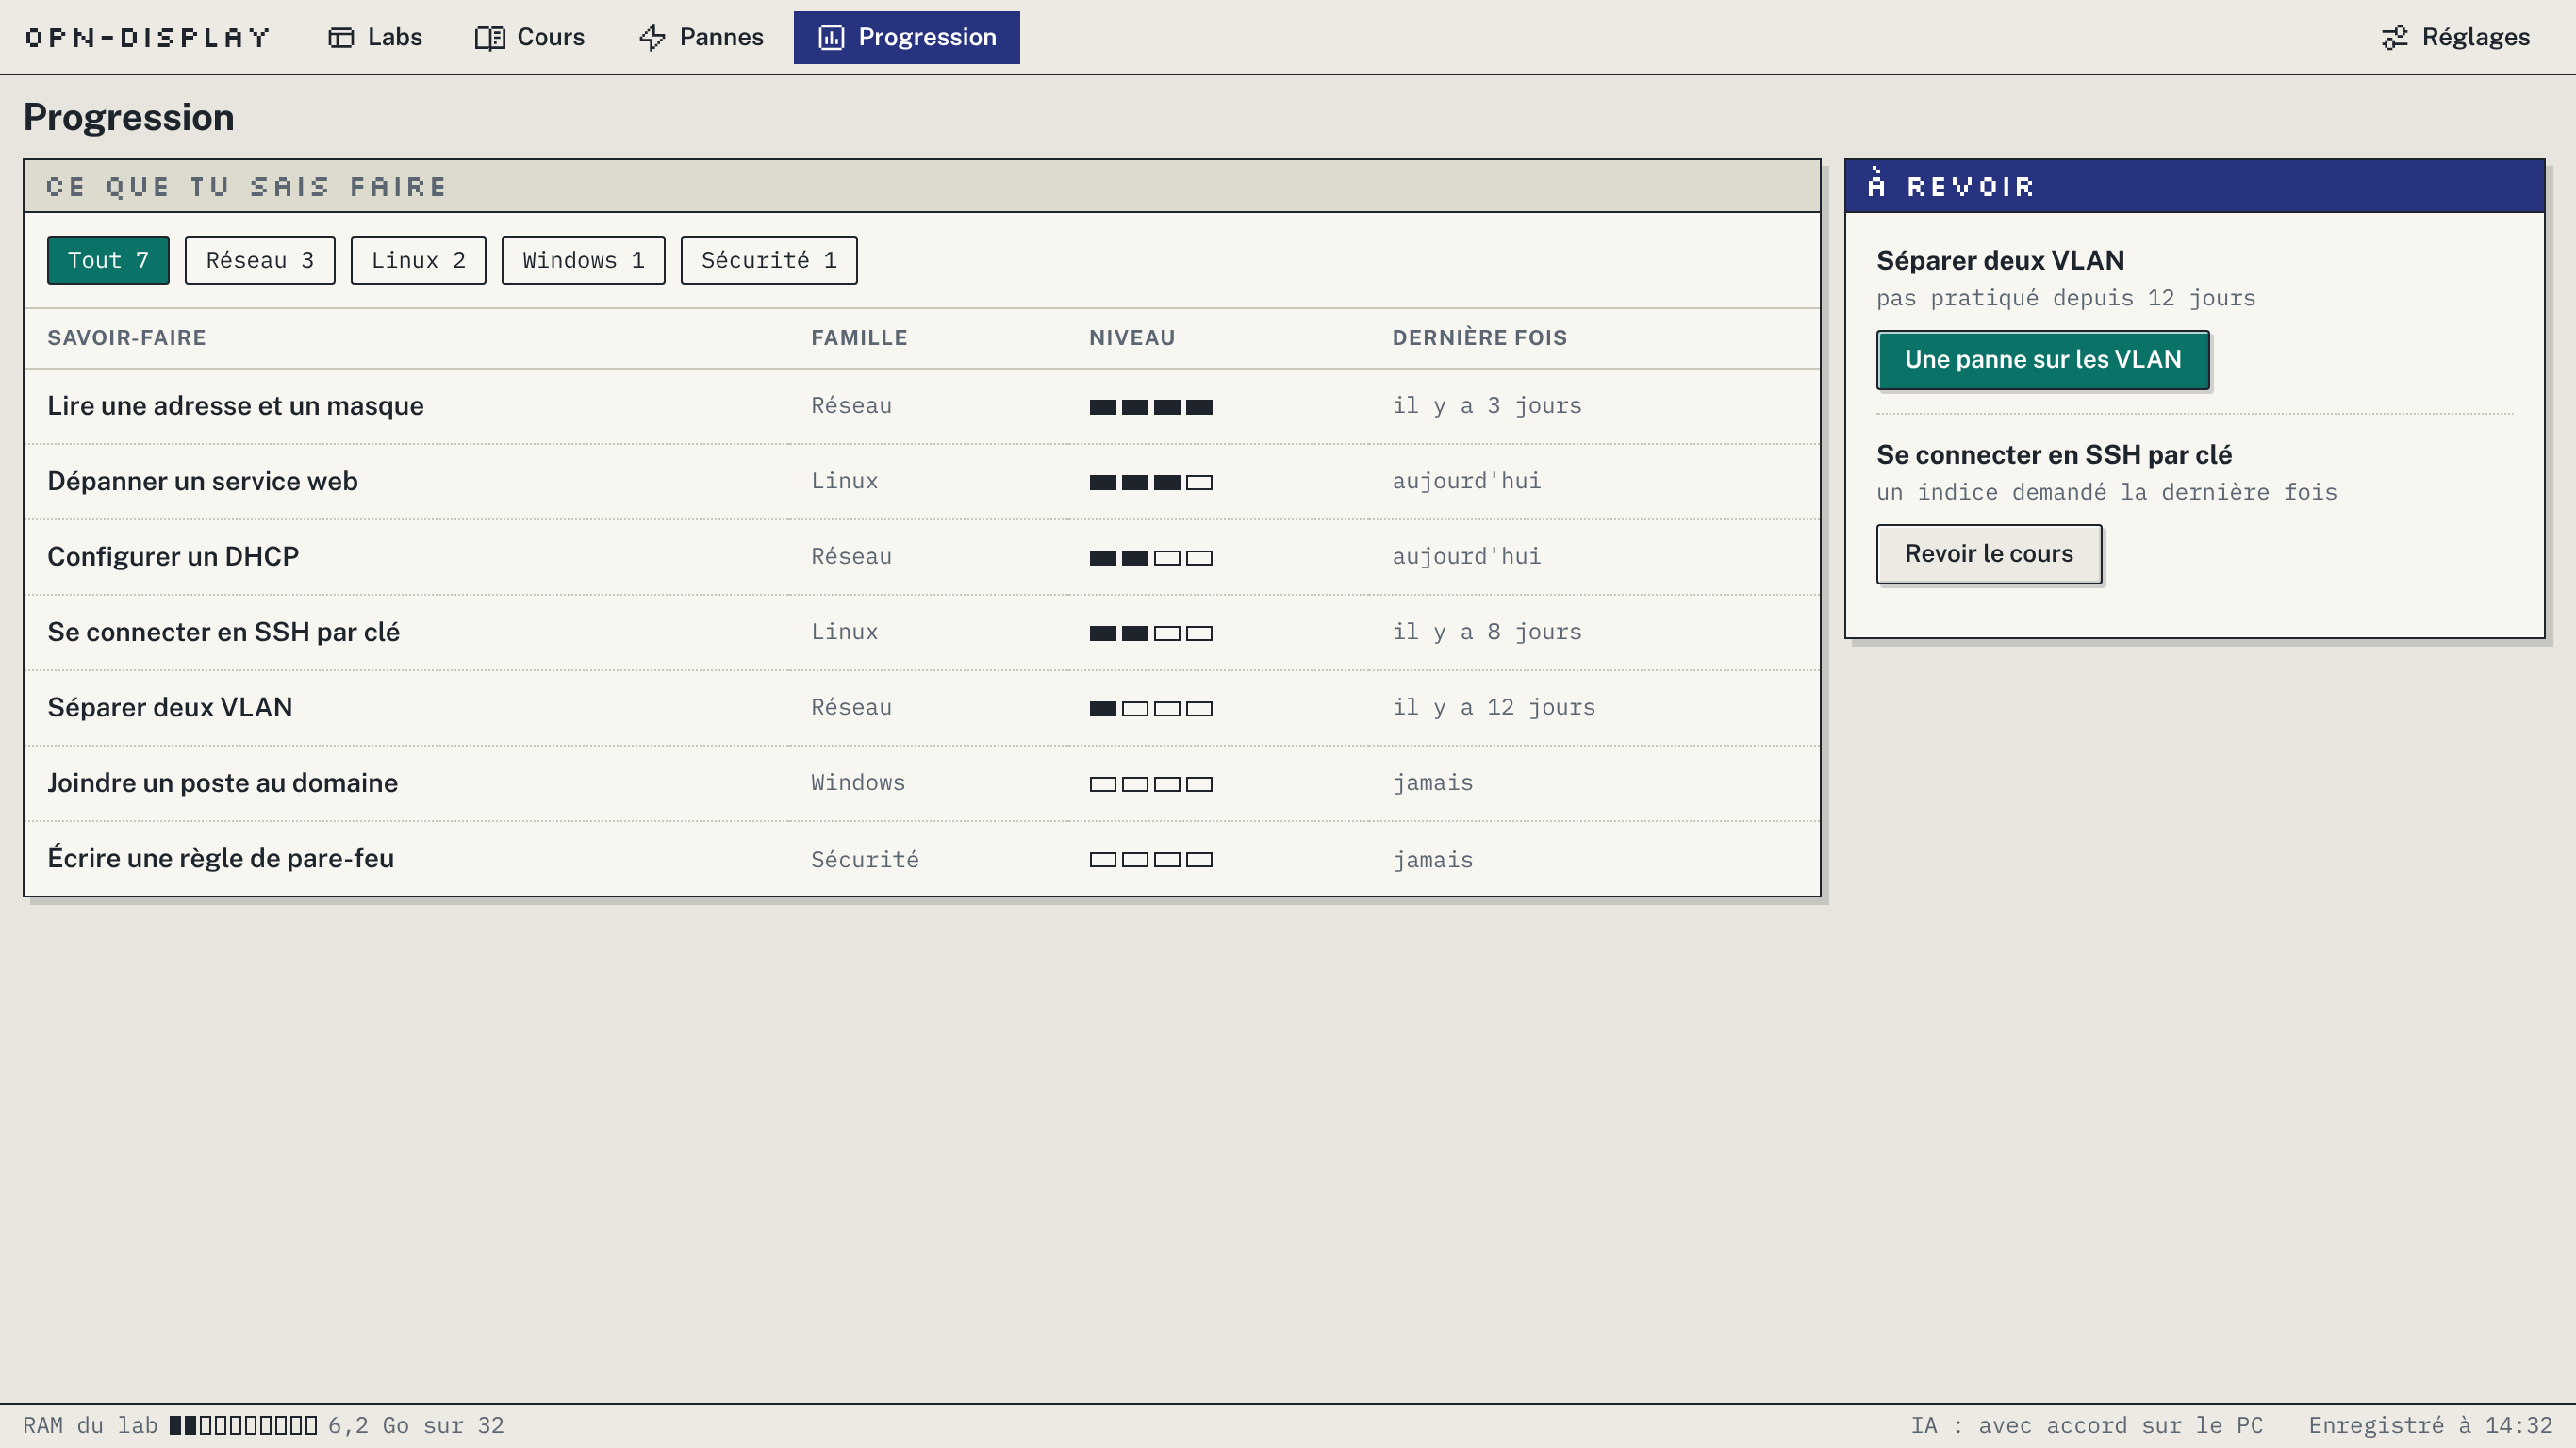 OPN-DISPLAY Labs Cours Pannes Progression Réglages
Progression
CE QUE TU SAIS FAIRE
Tout 7 Réseau 3 Linux 2 Windows 1 Sécurité 1
SAVOIR-FAIRE FAMILLE NIVEAU DERNIÈRE FOIS
Lire une adresse et un masque Réseau il y a 3 jours
Dépanner un service web Linux aujourd'hui
Configurer un DHCP Réseau aujourd'hui
Se connecter en SSH par clé Linux il y a 8 jours
Séparer deux VLAN Réseau il y a 12 jours
Joindre un poste au domaine Windows jamais
Écrire une règle de pare-feu Sécurité jamais
À REVOIR
Séparer deux VLAN
pas pratiqué depuis 12 jours
Une panne sur les VLAN
Se connecter en SSH par clé
un indice demandé la dernière fois
Revoir le cours
RAM du lab 6,2 Go sur 32 IA : avec accord sur le PC Enregistré à 14:32